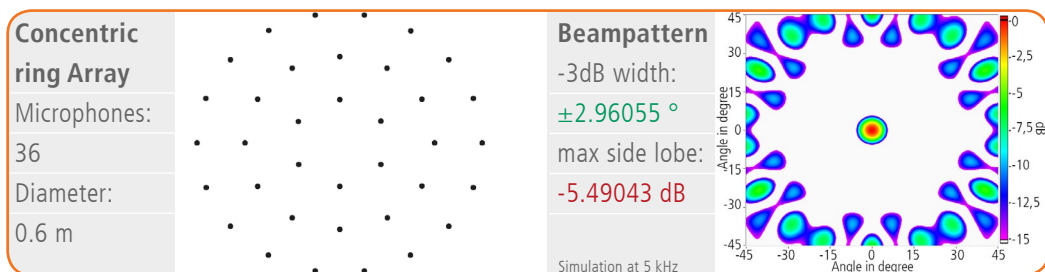 Concentric
ring Array
Microphones:
36
Diameter:
0.6 m
Beampattern
-3dB width:
±2.96055 °
max side lobe:
-5.49043 dB
Simulation at 5 kHz
Angle in degree
45
30
15
0
-15
-30
-45
-45
-30
-15
0
15
30
45
Angle in degree
-0
-2,5
-5
-7,5
-10
-12,5
-15
dB